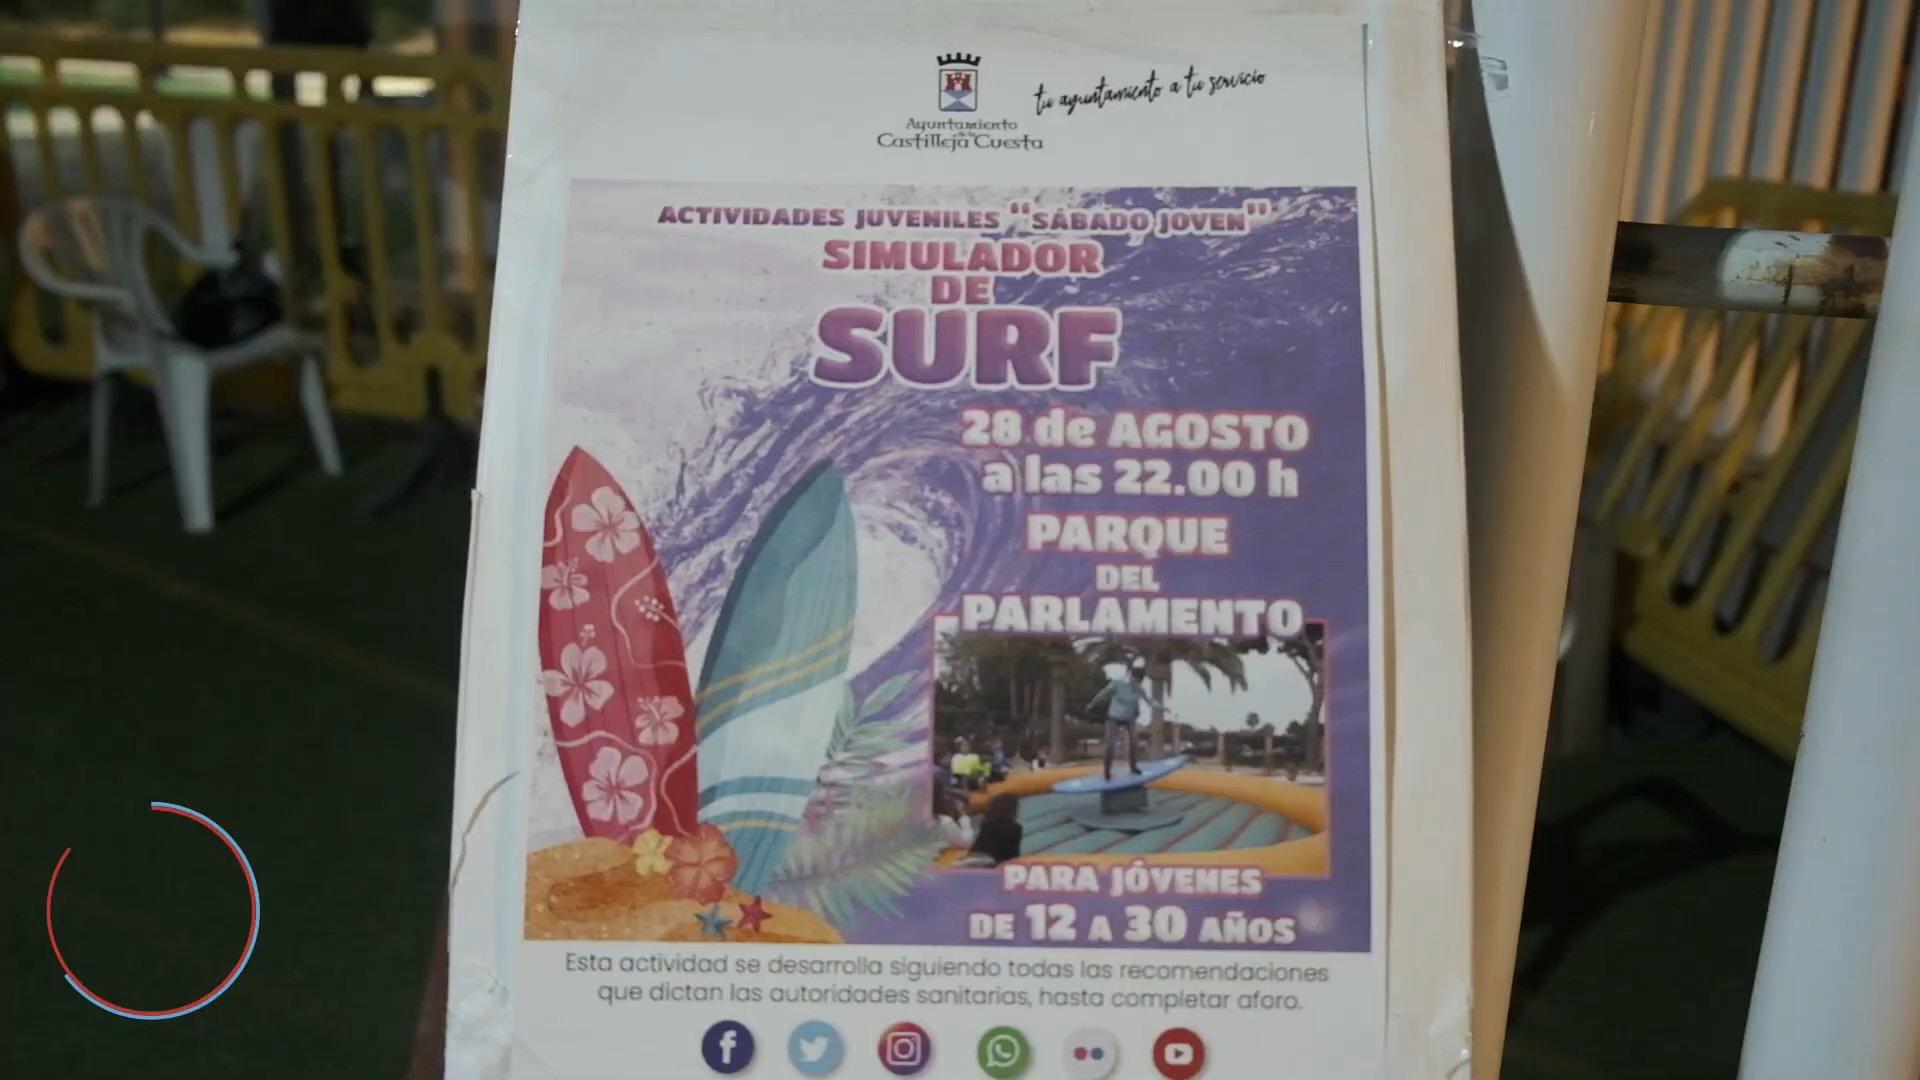 tu ayuntamiento a tu servicio
Ayuntamiento
de la
Castilleja Cuesta
ACTIVIDADES JUVENILES "SÁBADO JOVEN"
SIMULADOR
DE
SURF
28 de AGOSTO
a las 22.00 h
PARQUE
DEL
PARLAMENTO
PARA JÓVENES
DE 12 A 30 AÑOS
Esta actividad se desarrolla siguiendo todas las recomendaciones
que dictan las autoridades sanitarias, hasta completar aforo.